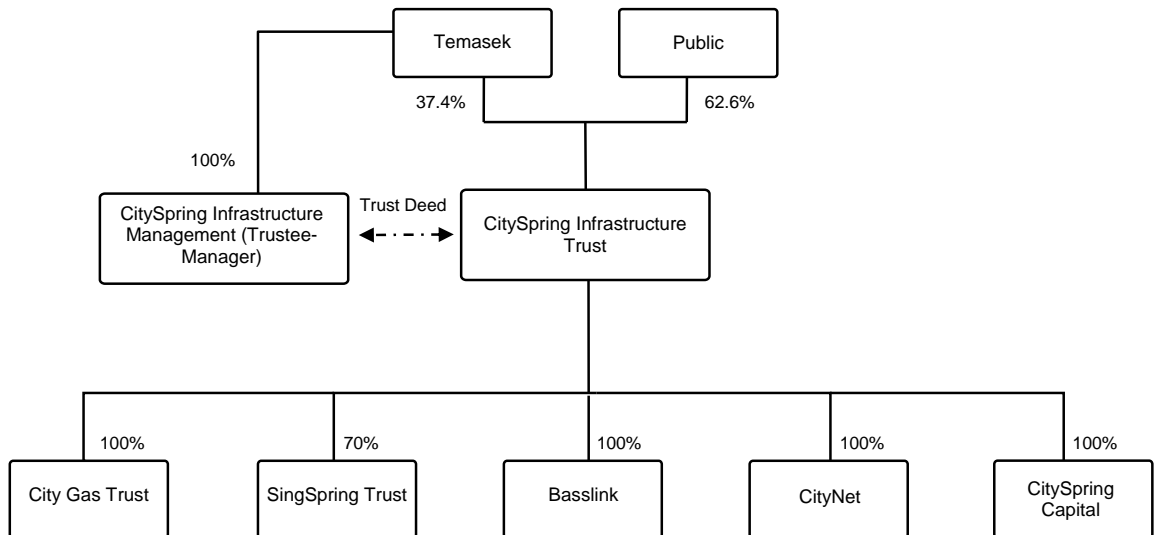 Temasek
Public
37.4%
62.6%
100%
CitySpring Infrastructure
Management (Trustee-
Manager)
Trust Deed
CitySpring Infrastructure
Trust
100%
70%
100%
100%
100%
City Gas Trust
SingSpring Trust
Basslink
CityNet
CitySpring
Capital